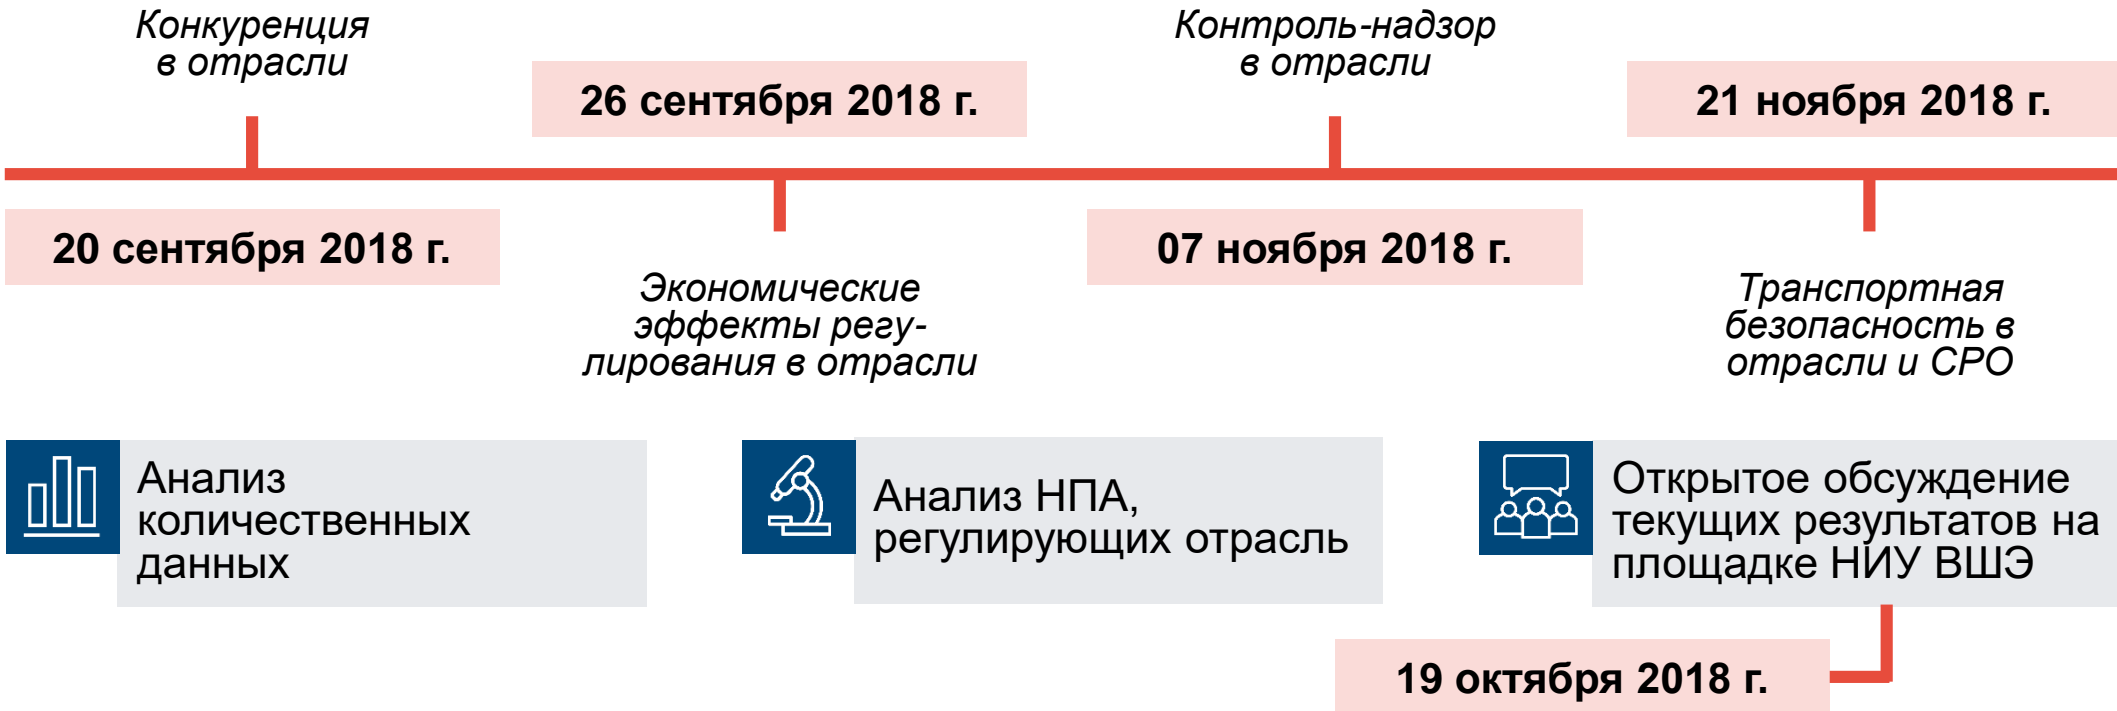 Конкуренция
в отрасли
20 сентября 2018 г.
26 сентября 2018 г.
Экономические
эффекты регу-
лирования в отрасли
Контроль-надзор
в отрасли
07 ноября 2018 г.
21 ноября 2018 г.
Транспортная
безопасность в
отрасли и СРО
Анализ
количественных
данных
Анализ НПА,
регулирующих отрасль
Открытое обсуждение
текущих результатов на
площадке НИУ ВШЭ
19 октября 2018 г.